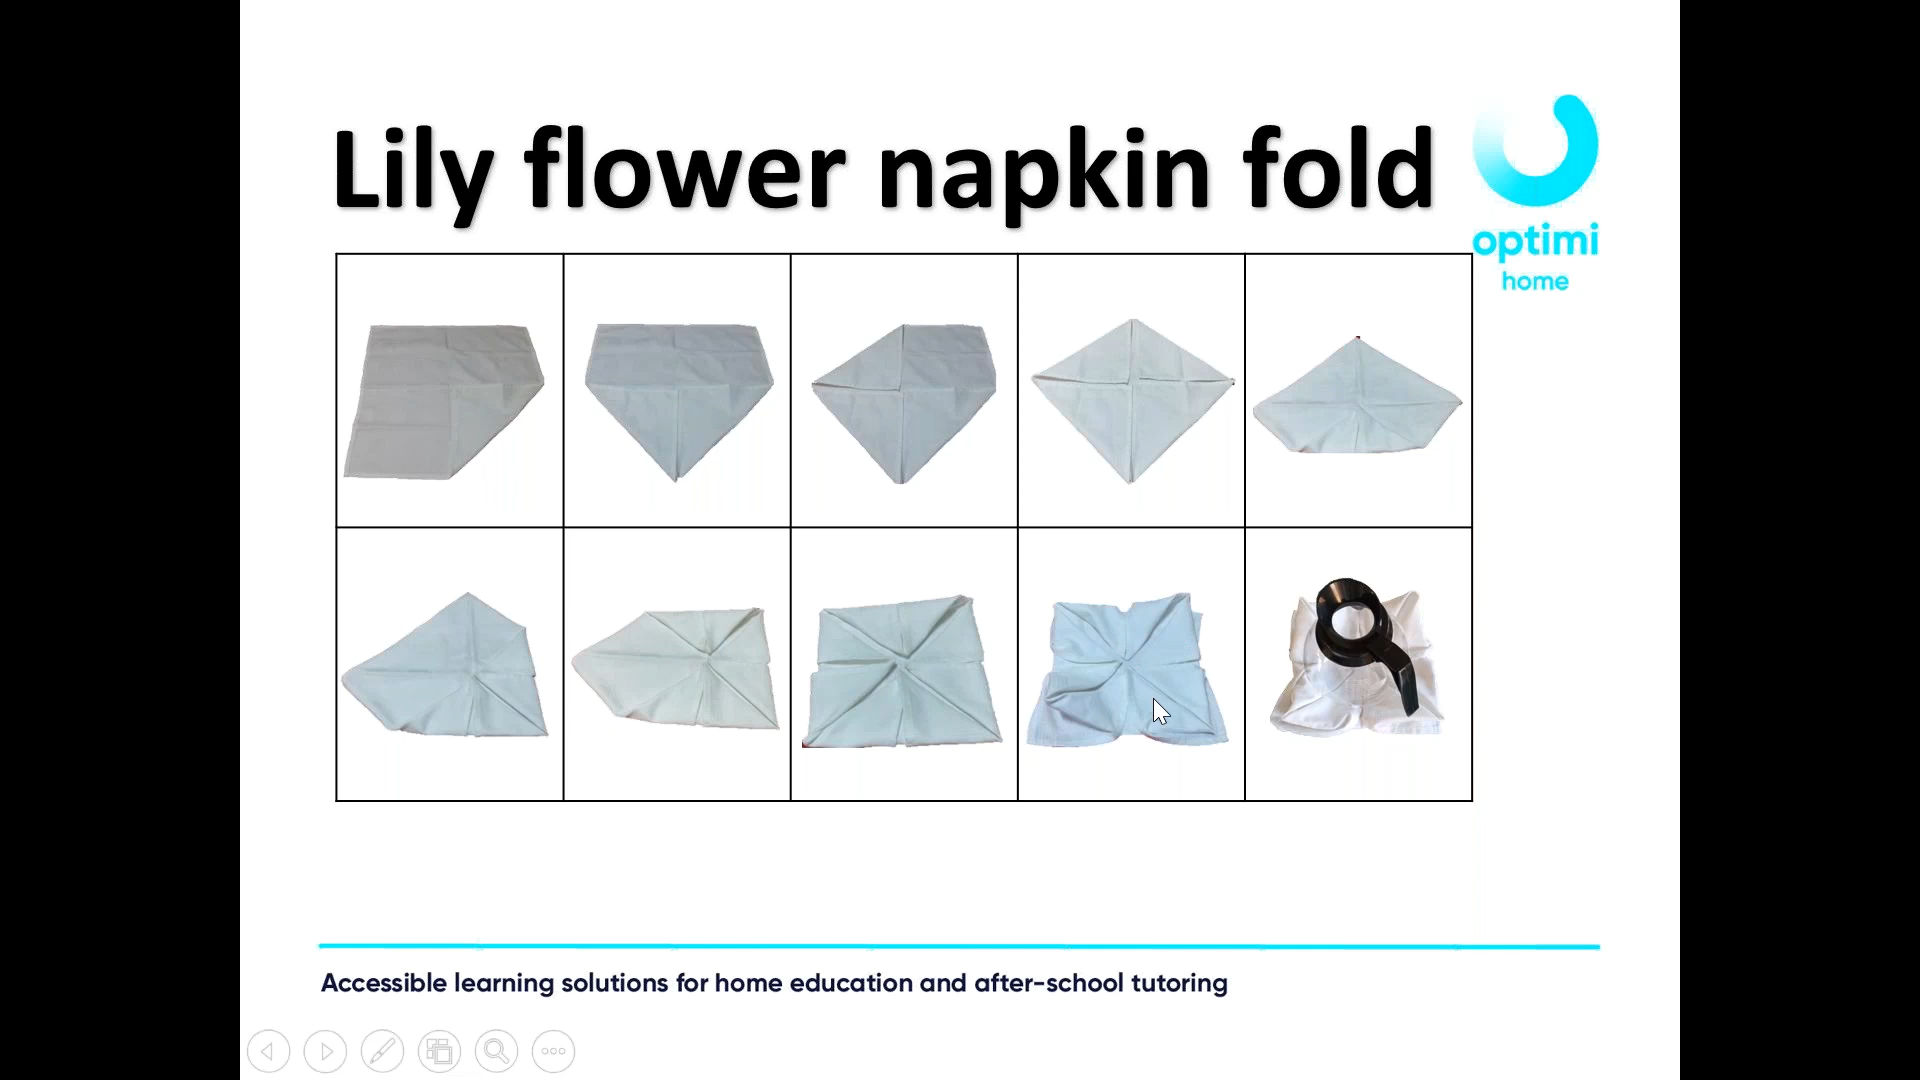 Lily flower napkin fold
optimi
home
Accessible learning solutions for home education and after-school tutoring